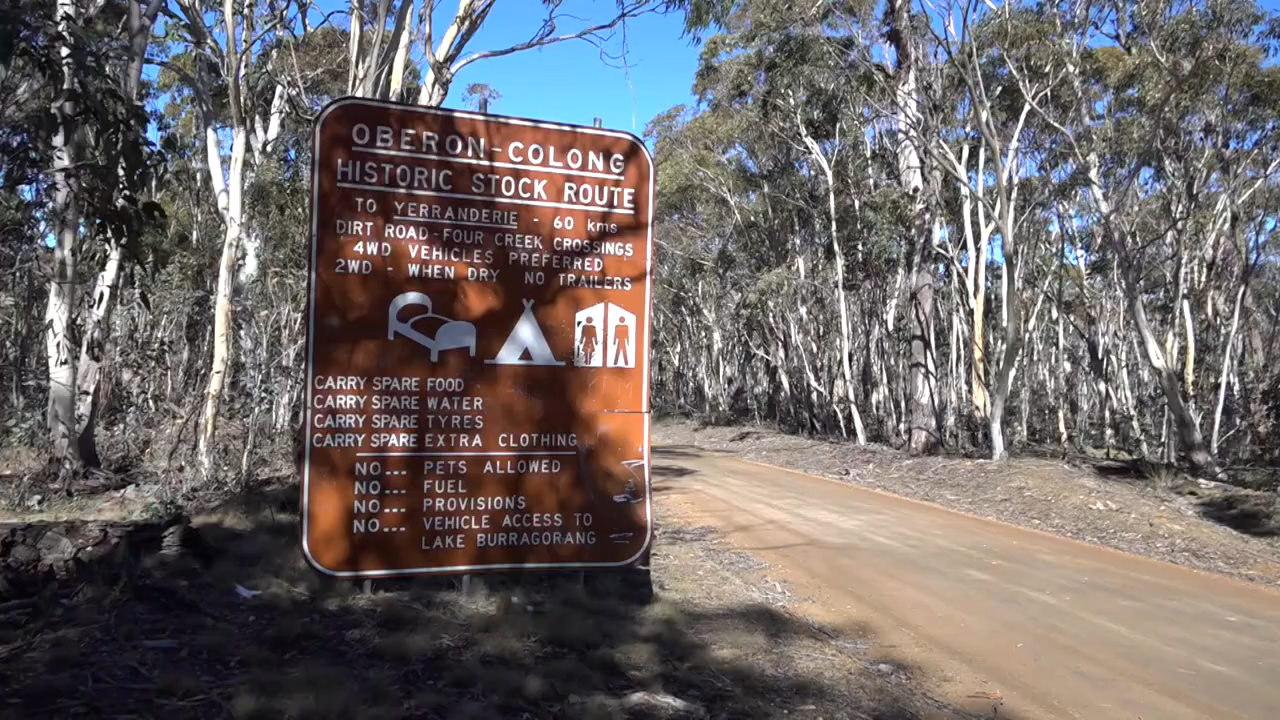 OBERON-COLONG
HISTORIC STOCK ROUTE
TO YERRANDERIE - 60 kms
DIRT ROAD-FOUR CREEK CROSSINGS
4WD VEHICLES PREFERRED
2WD - WHEN DRY NO TRAILERS
CARRY SPARE FOOD
CARRY SPARE WATER
CARRY SPARE TYRES
CARRY SPARE EXTRA CLOTHING
NO... PETS ALLOWED
NO... FUEL
NO... PROVISIONS
NO... VEHICLE ACCESS TO
LAKE BURRAGORANG